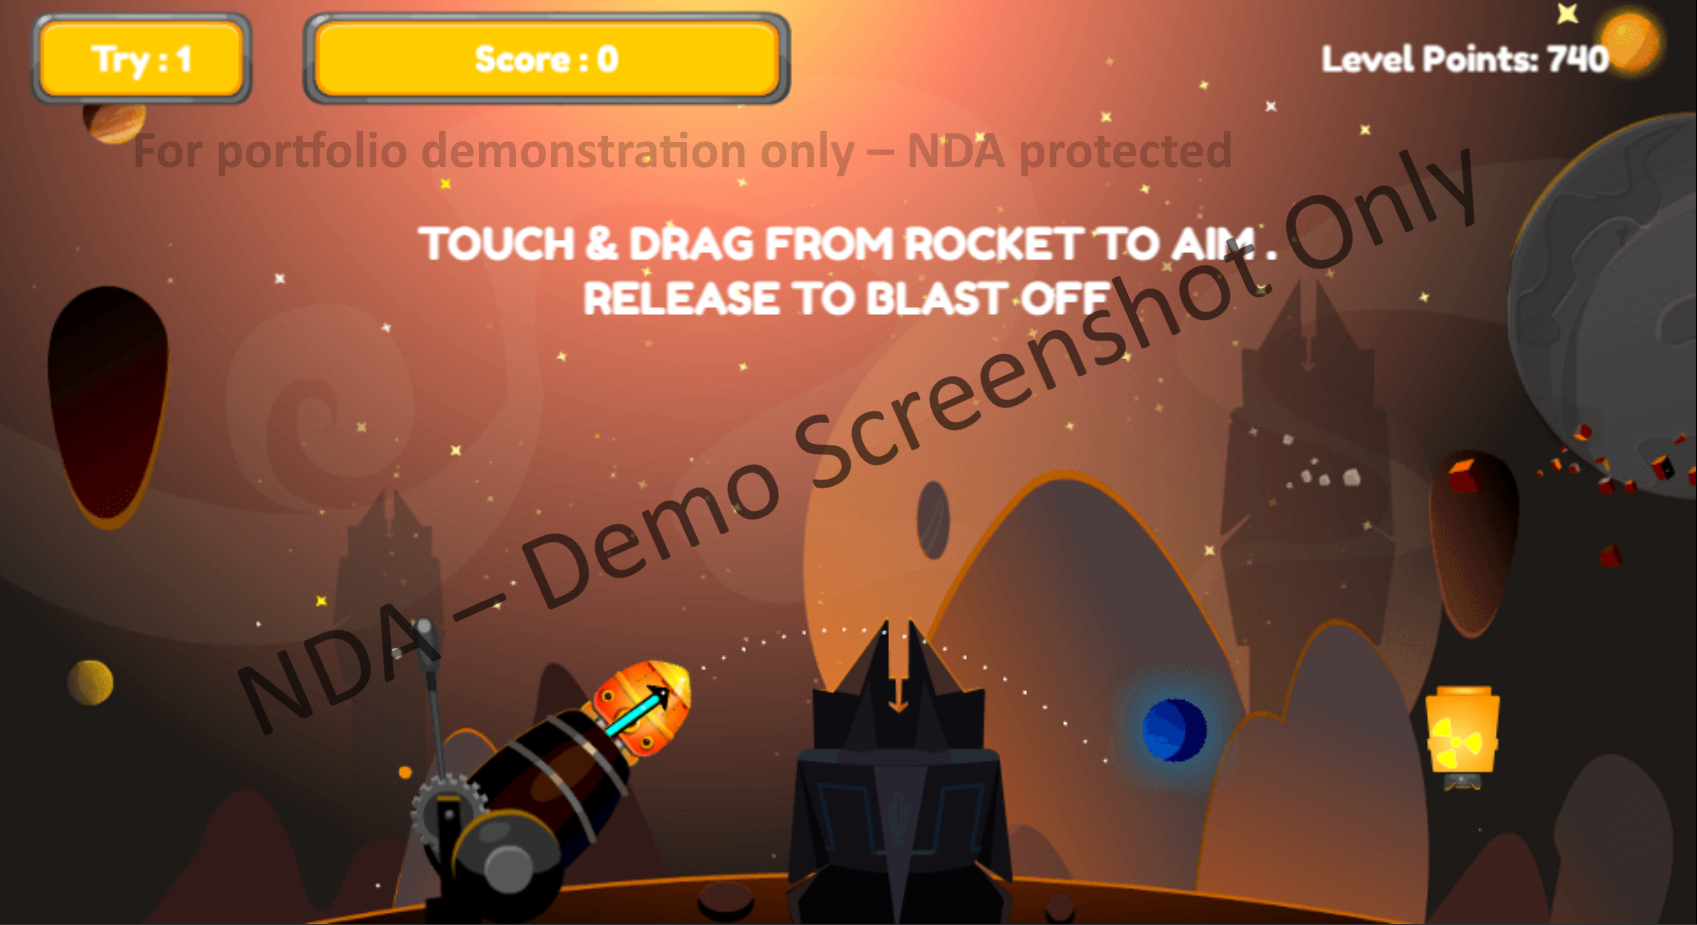 Try : 1
Score : 0
Level Points: 740
For portfolio demonstration only – NDA protected
TOUCH & DRAG FROM ROCKET TO AIM .
RELEASE TO BLAST OFF
NDA – Demo Screenshot Only